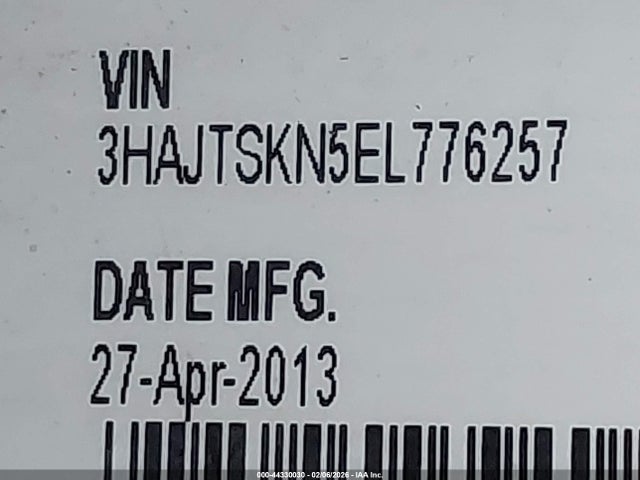 VIN
3HAJTSKN5EL776257
DATE MFG.
27-Apr-2013
000-44330030 - 02/06/2026 - IAA Inc.